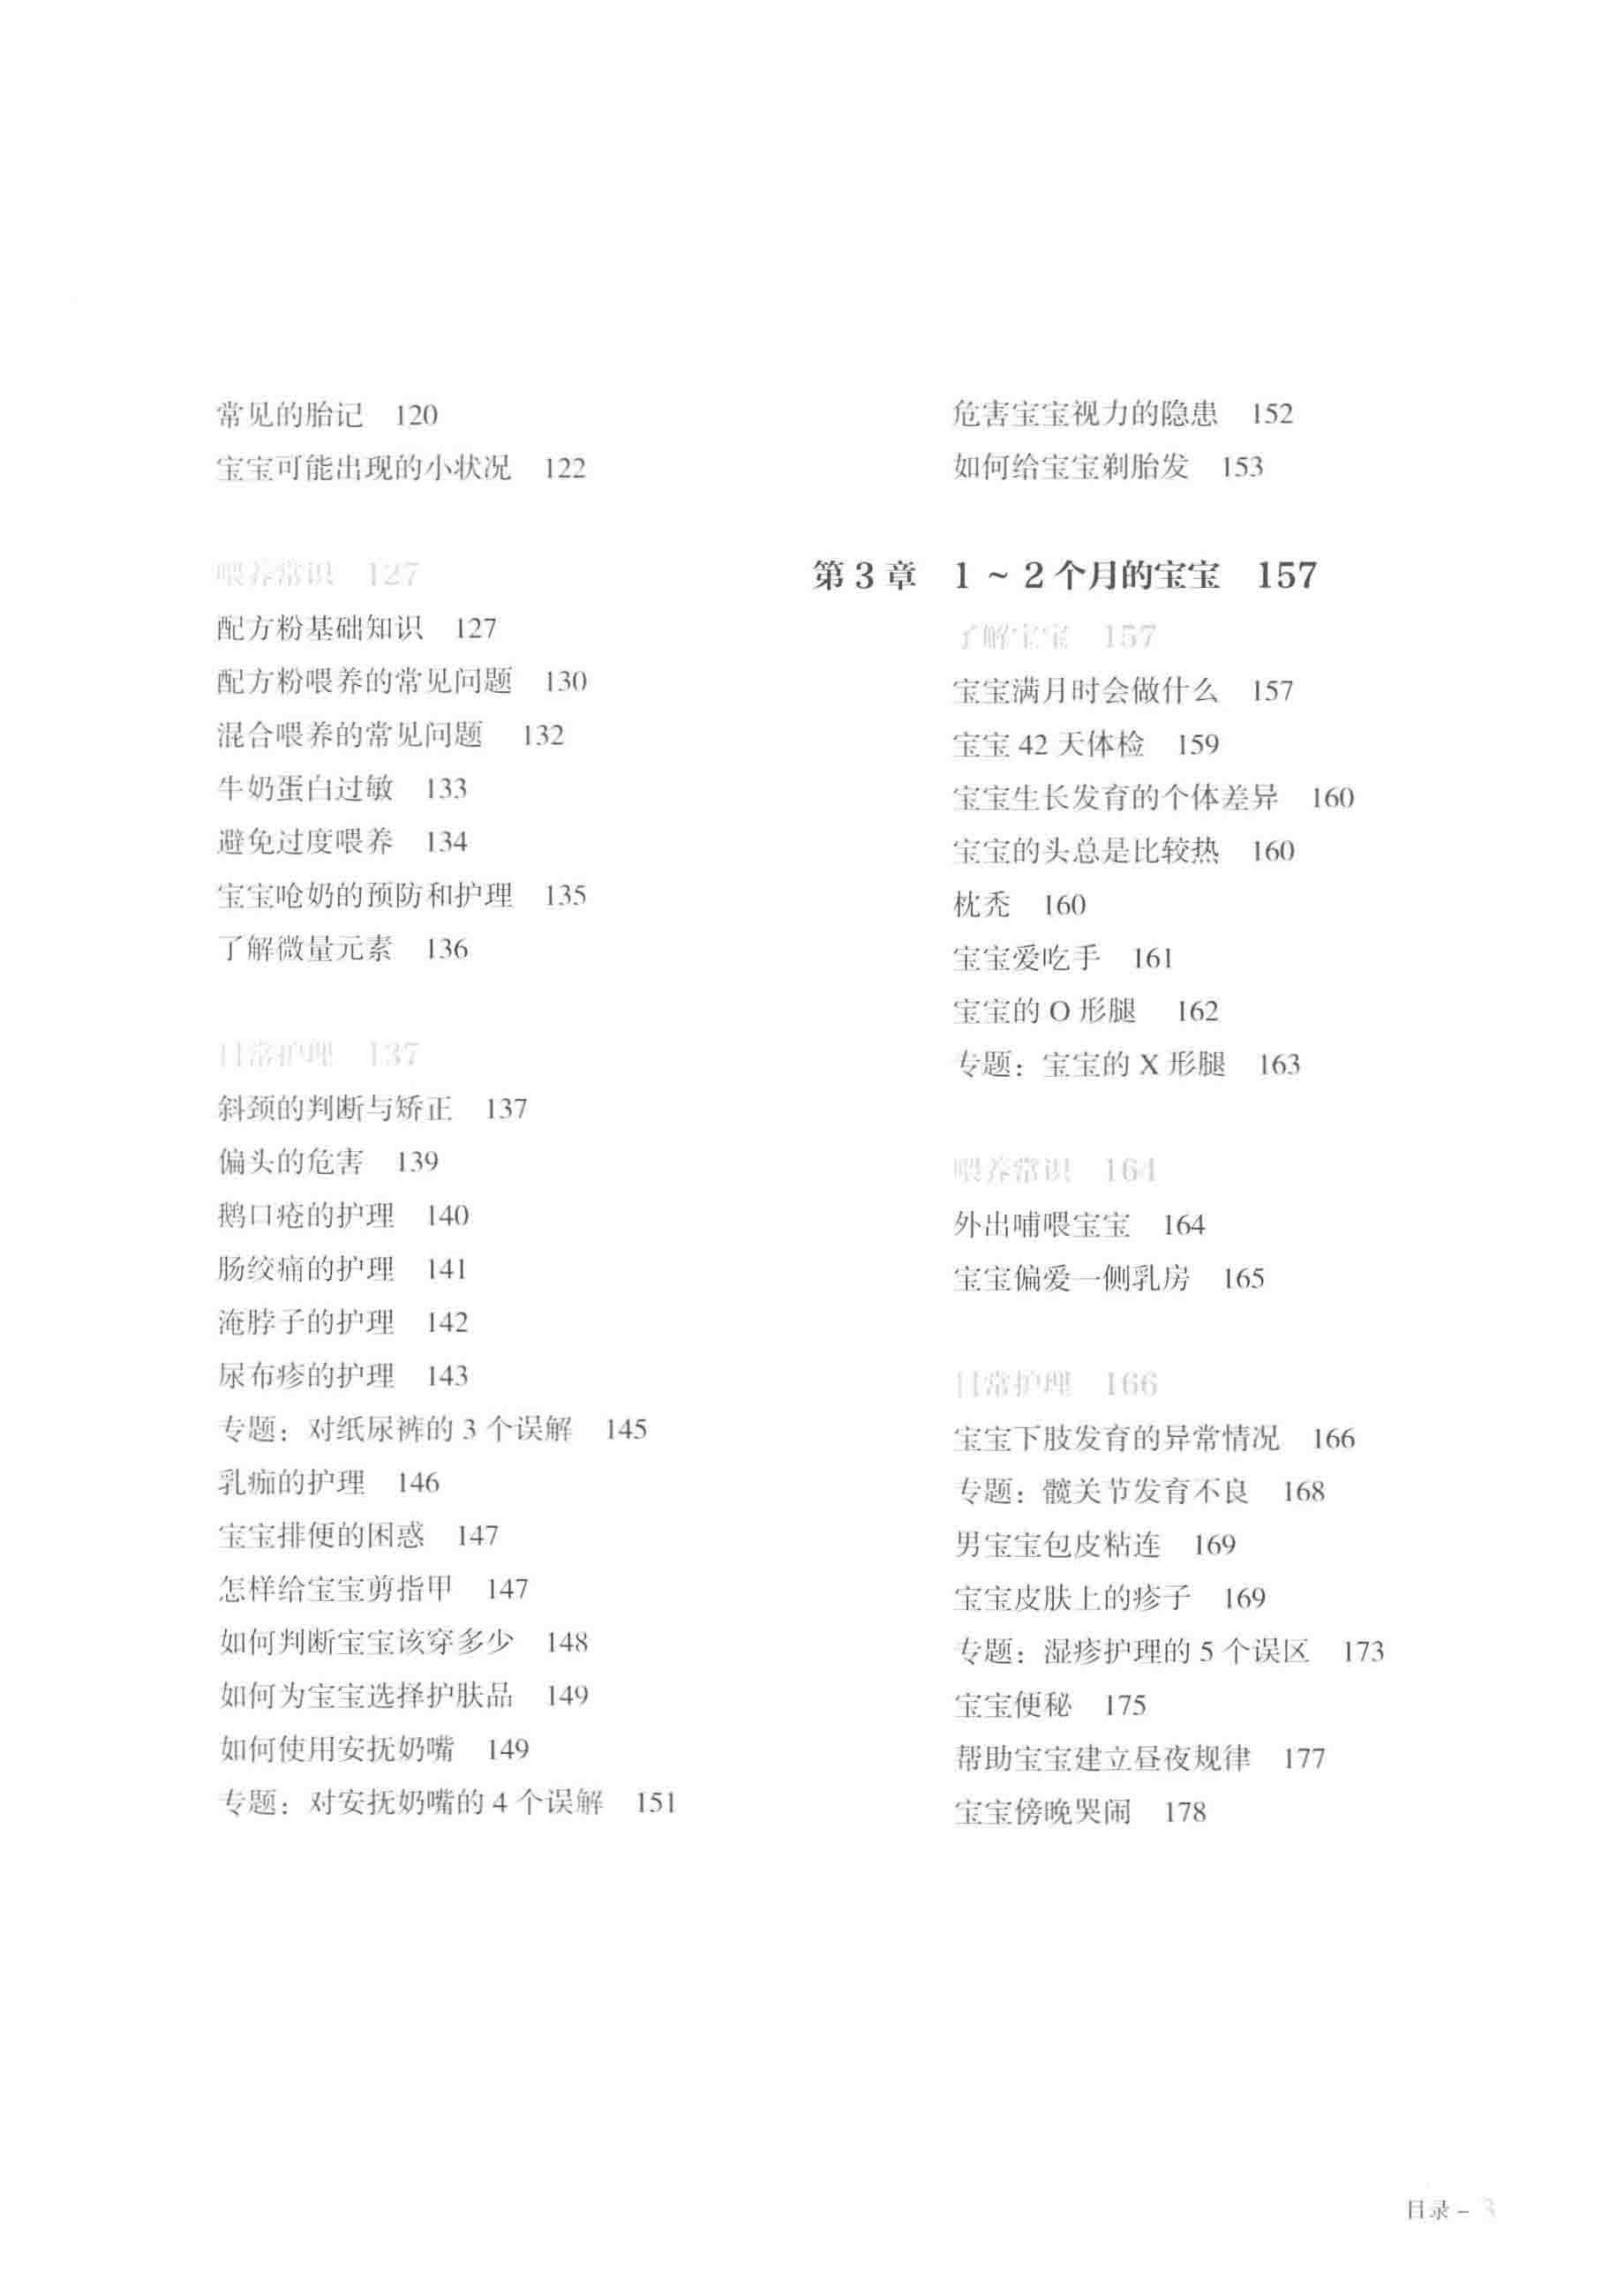 常见的胎记 120
宝宝可能出现的小状况 122
喂养常识 127
配方粉基础知识 127
配方粉喂养的常见问题 130
混合喂养的常见问题 132
牛奶蛋白过敏 133
避免过度喂养 134
宝宝呛奶的预防和护理 135
了解微量元素 136
日常护理 137
斜颈的判断与矫正 137
偏头的危害 139
鹅口疮的护理 140
肠绞痛的护理 141
淹脖子的护理 142
尿布疹的护理 143
专题：对纸尿裤的 3 个误解 145
乳痂的护理 146
宝宝排便的困惑 147
怎样给宝宝剪指甲 147
如何判断宝宝该穿多少 148
如何为宝宝选择护肤品 149
如何使用安抚奶嘴 149
专题：对安抚奶嘴的 4 个误解 151
危害宝宝视力的隐患 152
如何给宝宝剃胎发 153
第 3 章 1 ~ 2 个月的宝宝 157
了解宝宝 157
宝宝满月时会做什么 157
宝宝 42 天体检 159
宝宝生长发育的个体差异 160
宝宝的头总是比较热 160
枕秃 160
宝宝爱吃手 161
宝宝的 O 形腿 162
专题：宝宝的 X 形腿 163
喂养常识 164
外出哺喂宝宝 164
宝宝偏爱一侧乳房 165
日常护理 166
宝宝下肢发育的异常情况 166
专题：髋关节发育不良 168
男宝宝包皮粘连 169
宝宝皮肤上的疹子 169
专题：湿疹护理的 5 个误区 173
宝宝便秘 175
帮助宝宝建立昼夜规律 177
宝宝傍晚哭闹 178
目录 – 3